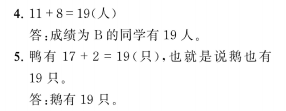 4. 11+8=19(人)
答:成绩为 B 的同学有 19 人。
5. 鸭有 17+2=19(只),也就是说鹅也有
19 只。
答:鹅有 19 只。